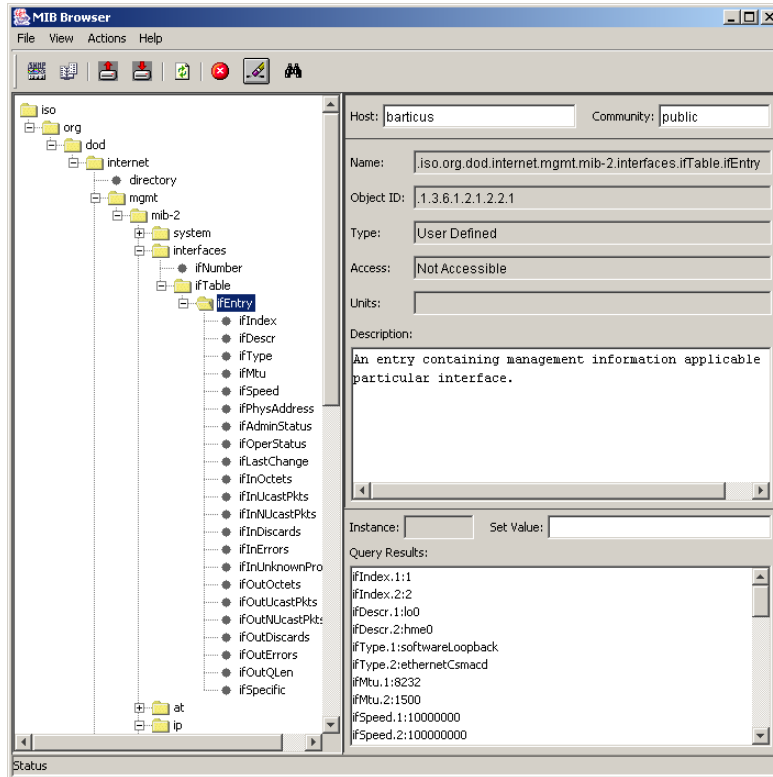 MIB Browser
File View Actions Help
iso
org
dod
internet
directory
mgmt
mib-2
system
interfaces
ifNumber
ifTable
ifEntry
ifIndex
ifDescr
ifType
ifMtu
ifSpeed
ifPhysAddress
ifAdminStatus
ifOperStatus
ifLastChange
ifInOctets
ifInUcastPkts
ifInNUcastPkts
ifInDiscards
ifInErrors
ifInUnknownPro
ifOutOctets
ifOutUcastPkts
ifOutNUcastPkts
ifOutDiscards
ifOutErrors
ifOutQLen
ifSpecific
at
ip
Host: barticus Community: public
Name: .iso.org.dod.internet.mgmt.mib-2.interfaces.ifTable.ifEntry
Object ID: .1.3.6.1.2.1.2.2.1
Type: User Defined
Access: Not Accessible
Units:
Description:
An entry containing management information applicable
particular interface.
Instance: Set Value:
Query Results:
ifIndex.1:1
ifIndex.2:2
ifDescr.1:lo0
ifDescr.2:hme0
ifType.1:softwareLoopback
ifType.2:ethernetCsmacd
ifMtu.1:8232
ifMtu.2:1500
ifSpeed.1:10000000
ifSpeed.2:100000000
Status